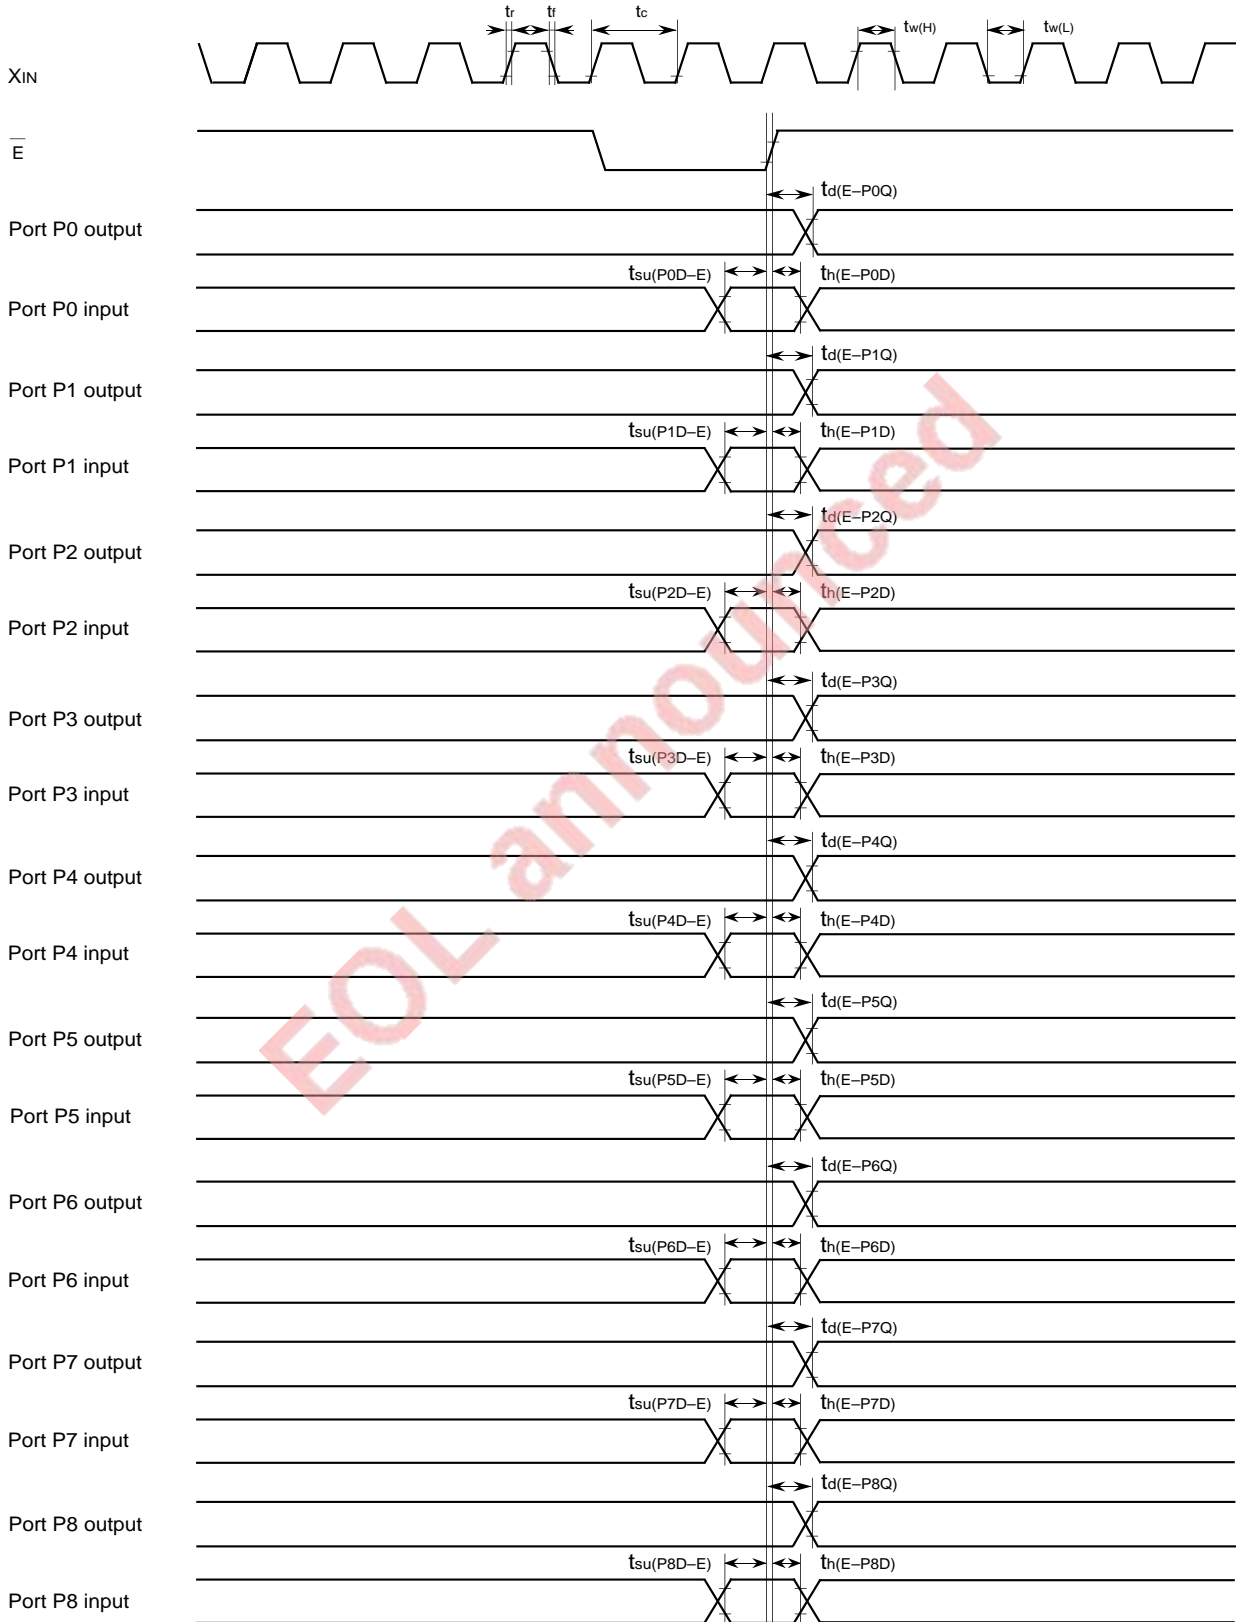 tr tf tc tw(H) tw(L)
XIN
E
td(E–P0Q)
Port P0 output
tsu(P0D–E) th(E–P0D)
Port P0 input
td(E–P1Q)
Port P1 output
tsu(P1D–E) th(E–P1D)
Port P1 input
td(E–P2Q)
Port P2 output
tsu(P2D–E) th(E–P2D)
Port P2 input
td(E–P3Q)
Port P3 output
tsu(P3D–E) th(E–P3D)
Port P3 input
td(E–P4Q)
Port P4 output
tsu(P4D–E) th(E–P4D)
Port P4 input
td(E–P5Q)
Port P5 output
tsu(P5D–E) th(E–P5D)
Port P5 input
td(E–P6Q)
Port P6 output
tsu(P6D–E) th(E–P6D)
Port P6 input
td(E–P7Q)
Port P7 output
tsu(P7D–E) th(E–P7D)
Port P7 input
td(E–P8Q)
Port P8 output
tsu(P8D–E) th(E–P8D)
Port P8 input
EOL announced